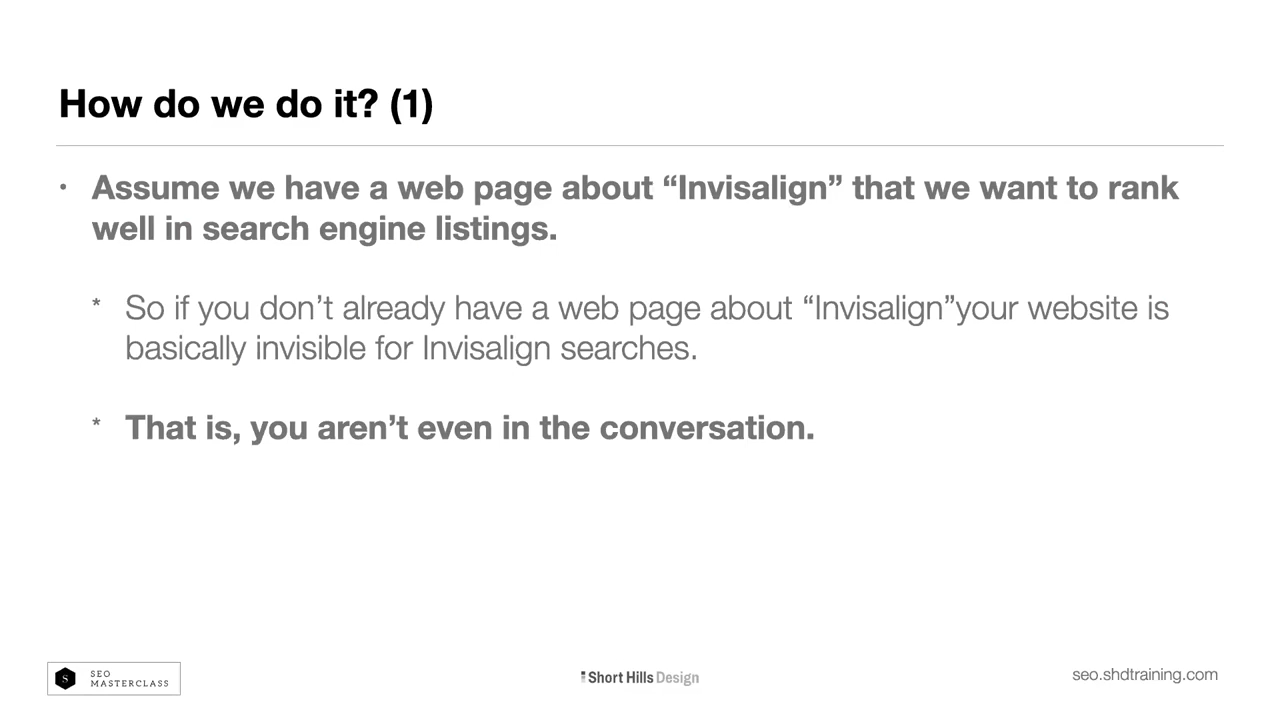 How do we do it? (1)
• Assume we have a web page about “Invisalign” that we want to rank
well in search engine listings.
* So if you don’t already have a web page about “Invisalign”your website is
basically invisible for Invisalign searches.
* That is, you aren’t even in the conversation.
S
SEO
MASTERCLASS
Short Hills Design
seo.shdtraining.com